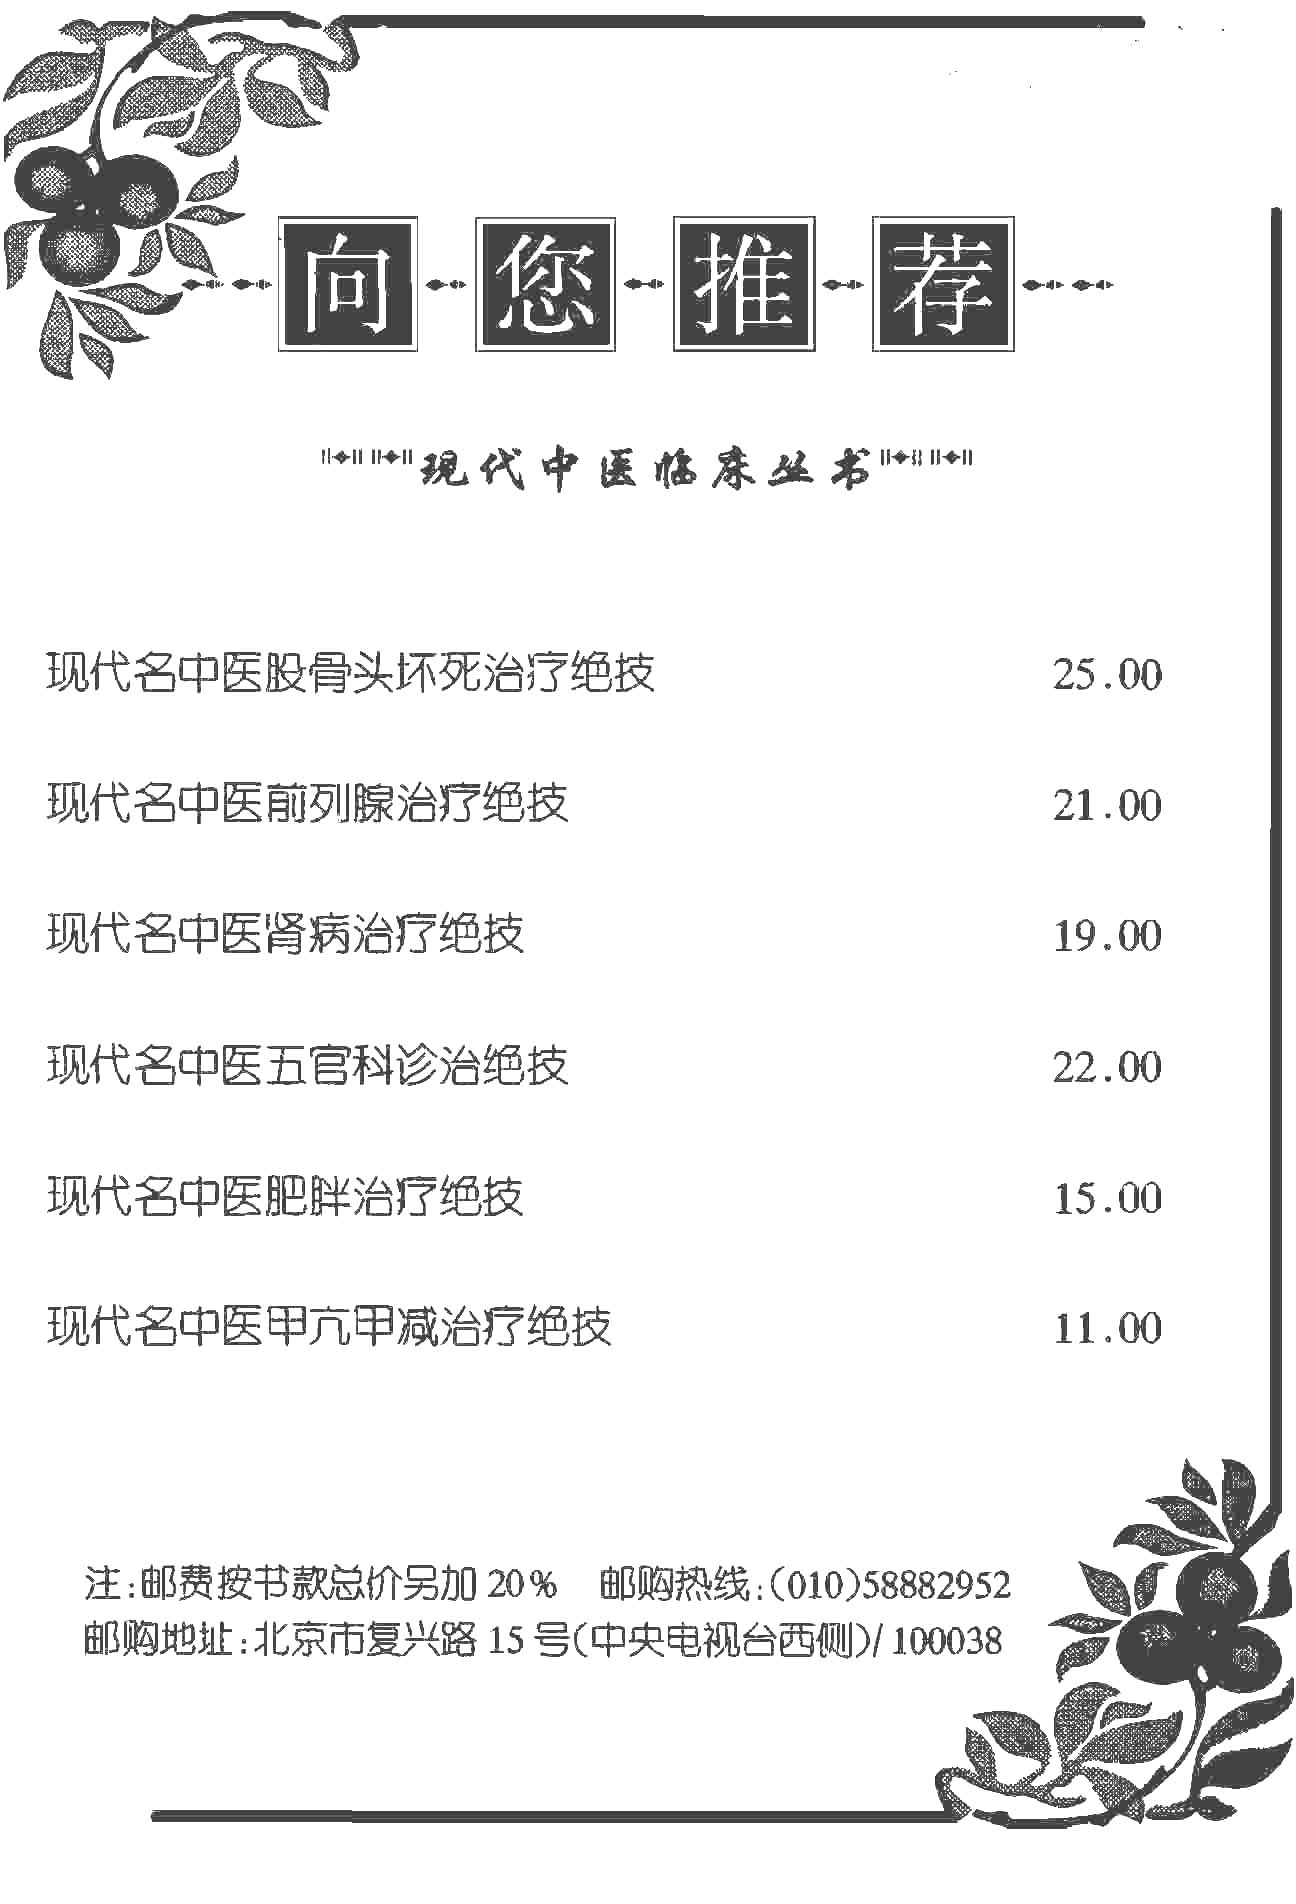 向您推荐
现代中医临床丛书
现代名中医股骨头坏死治疗绝技 25.00
现代名中医前列腺治疗绝技 21.00
现代名中医肾病治疗绝技 19.00
现代名中医五官科诊治绝技 22.00
现代名中医肥胖治疗绝技 15.00
现代名中医甲亢甲减治疗绝技 11.00
注:邮费按书款总价另加 20% 邮购热线:(010)58882952
邮购地址:北京市复兴路 15 号(中央电视台西侧)/ 100038